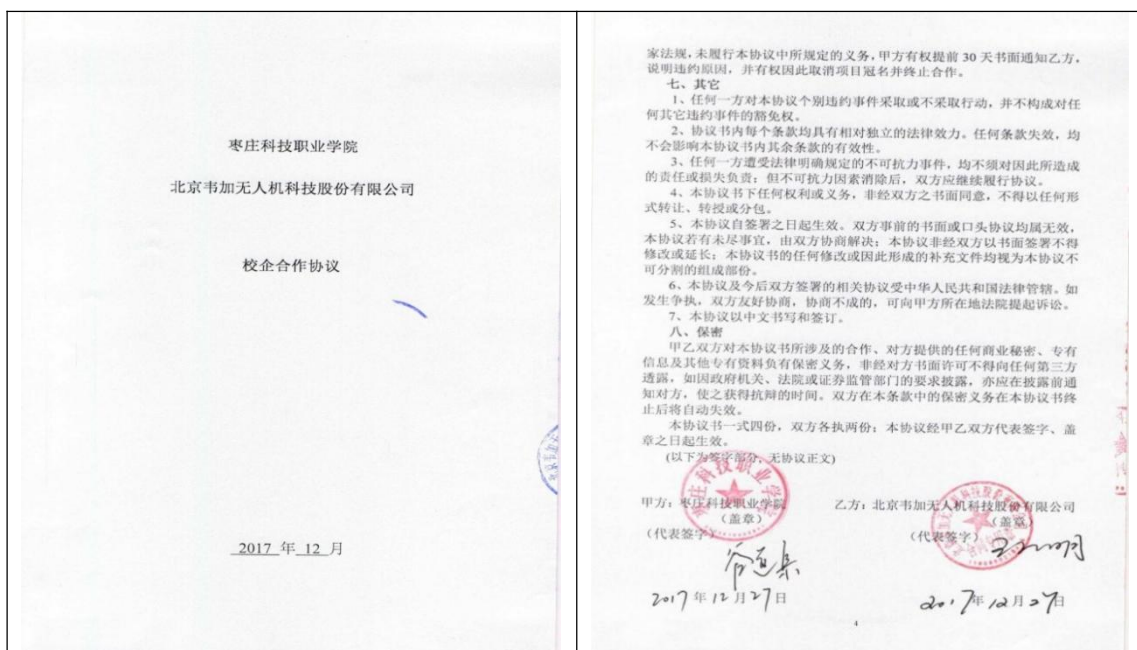 枣庄科技职业学院
北京韦加无人机科技股份有限公司
校企合作协议
2017 年 12 月
家法规,未履行本协议中所规定的义务,甲方有权提前 30 天书面通知乙方,
说明违约原因,并有权因此取消项目冠名并终止合作。
七、其它
1、任何一方对本协议个别违约事件采取或不采取行动,并不构成对任
何其它违约事件的豁免权。
2、协议书内每个条款均具有相对独立的法律效力。任何条款失效,均
不会影响本协议书内其余条款的有效性。
3、任何一方遭受法律明确规定的不可抗力事件,均不须对因此所造成
的责任或损失负责;但不可抗力因素消除后,双方应继续履行协议。
4、本协议书下任何权利或义务,非经双方之书面同意,不得以任何形
式转让、转授或分包。
5、本协议自签署之日起生效。双方事前的书面或口头协议均属无效,
本协议若有未尽事宜,由双方协商解决;本协议非经双方以书面签署不得
修改或延长;本协议书的任何修改或因此形成的补充文件均视为本协议不
可分割的组成部份。
6、本协议及今后双方签署的相关协议受中华人民共和国法律管辖。如
发生争执,双方友好协商,协商不成的,可向甲方所在地法院提起诉讼。
7、本协议以中文书写和签订。
八、保密
甲乙双方对本协议书所涉及的合作、对方提供的任何商业秘密、专有
信息及其他专有资料负有保密义务,非经对方书面许可不得向任何第三方
透露,如因政府机关、法院或证券监管部门的要求披露,亦应在披露前通
知对方,使之获得抗辩的时间。双方在本条款中的保密义务在本协议书终
止后将自动失效。
本协议书一式四份,双方各执两份;本协议经甲乙双方代表签字、盖
章之日起生效。
(以下为签字部分,无协议正文)
甲方:枣庄科技职业学院 乙方:北京韦加无人机科技股份有限公司
(盖章) (盖章)
(代表签字) (代表签字)
2017年12月27日 2017年12月27日
4